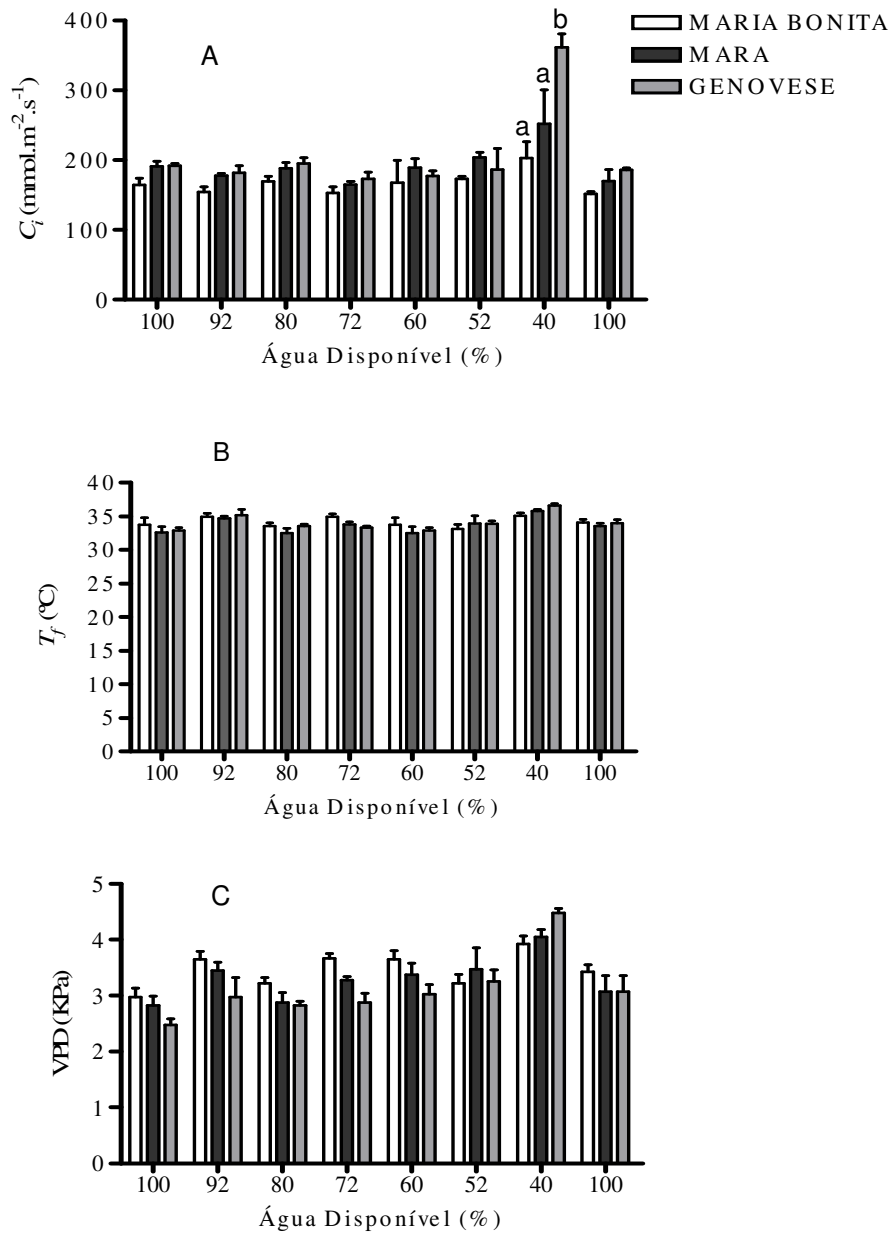 A
MARIA BONITA
MARA
GENOVESE
400
300
200
100
0
a
a
b
Ci (mmol.m-2.s-1)
100 92 80 72 60 52 40 100
Água Disponível (%)
B
40
35
30
25
20
15
10
5
0
Tf (ºC)
100 92 80 72 60 52 40 100
Água Disponível (%)
C
5
4
3
2
1
0
VPD (KPa)
100 92 80 72 60 52 40 100
Água Disponível (%)